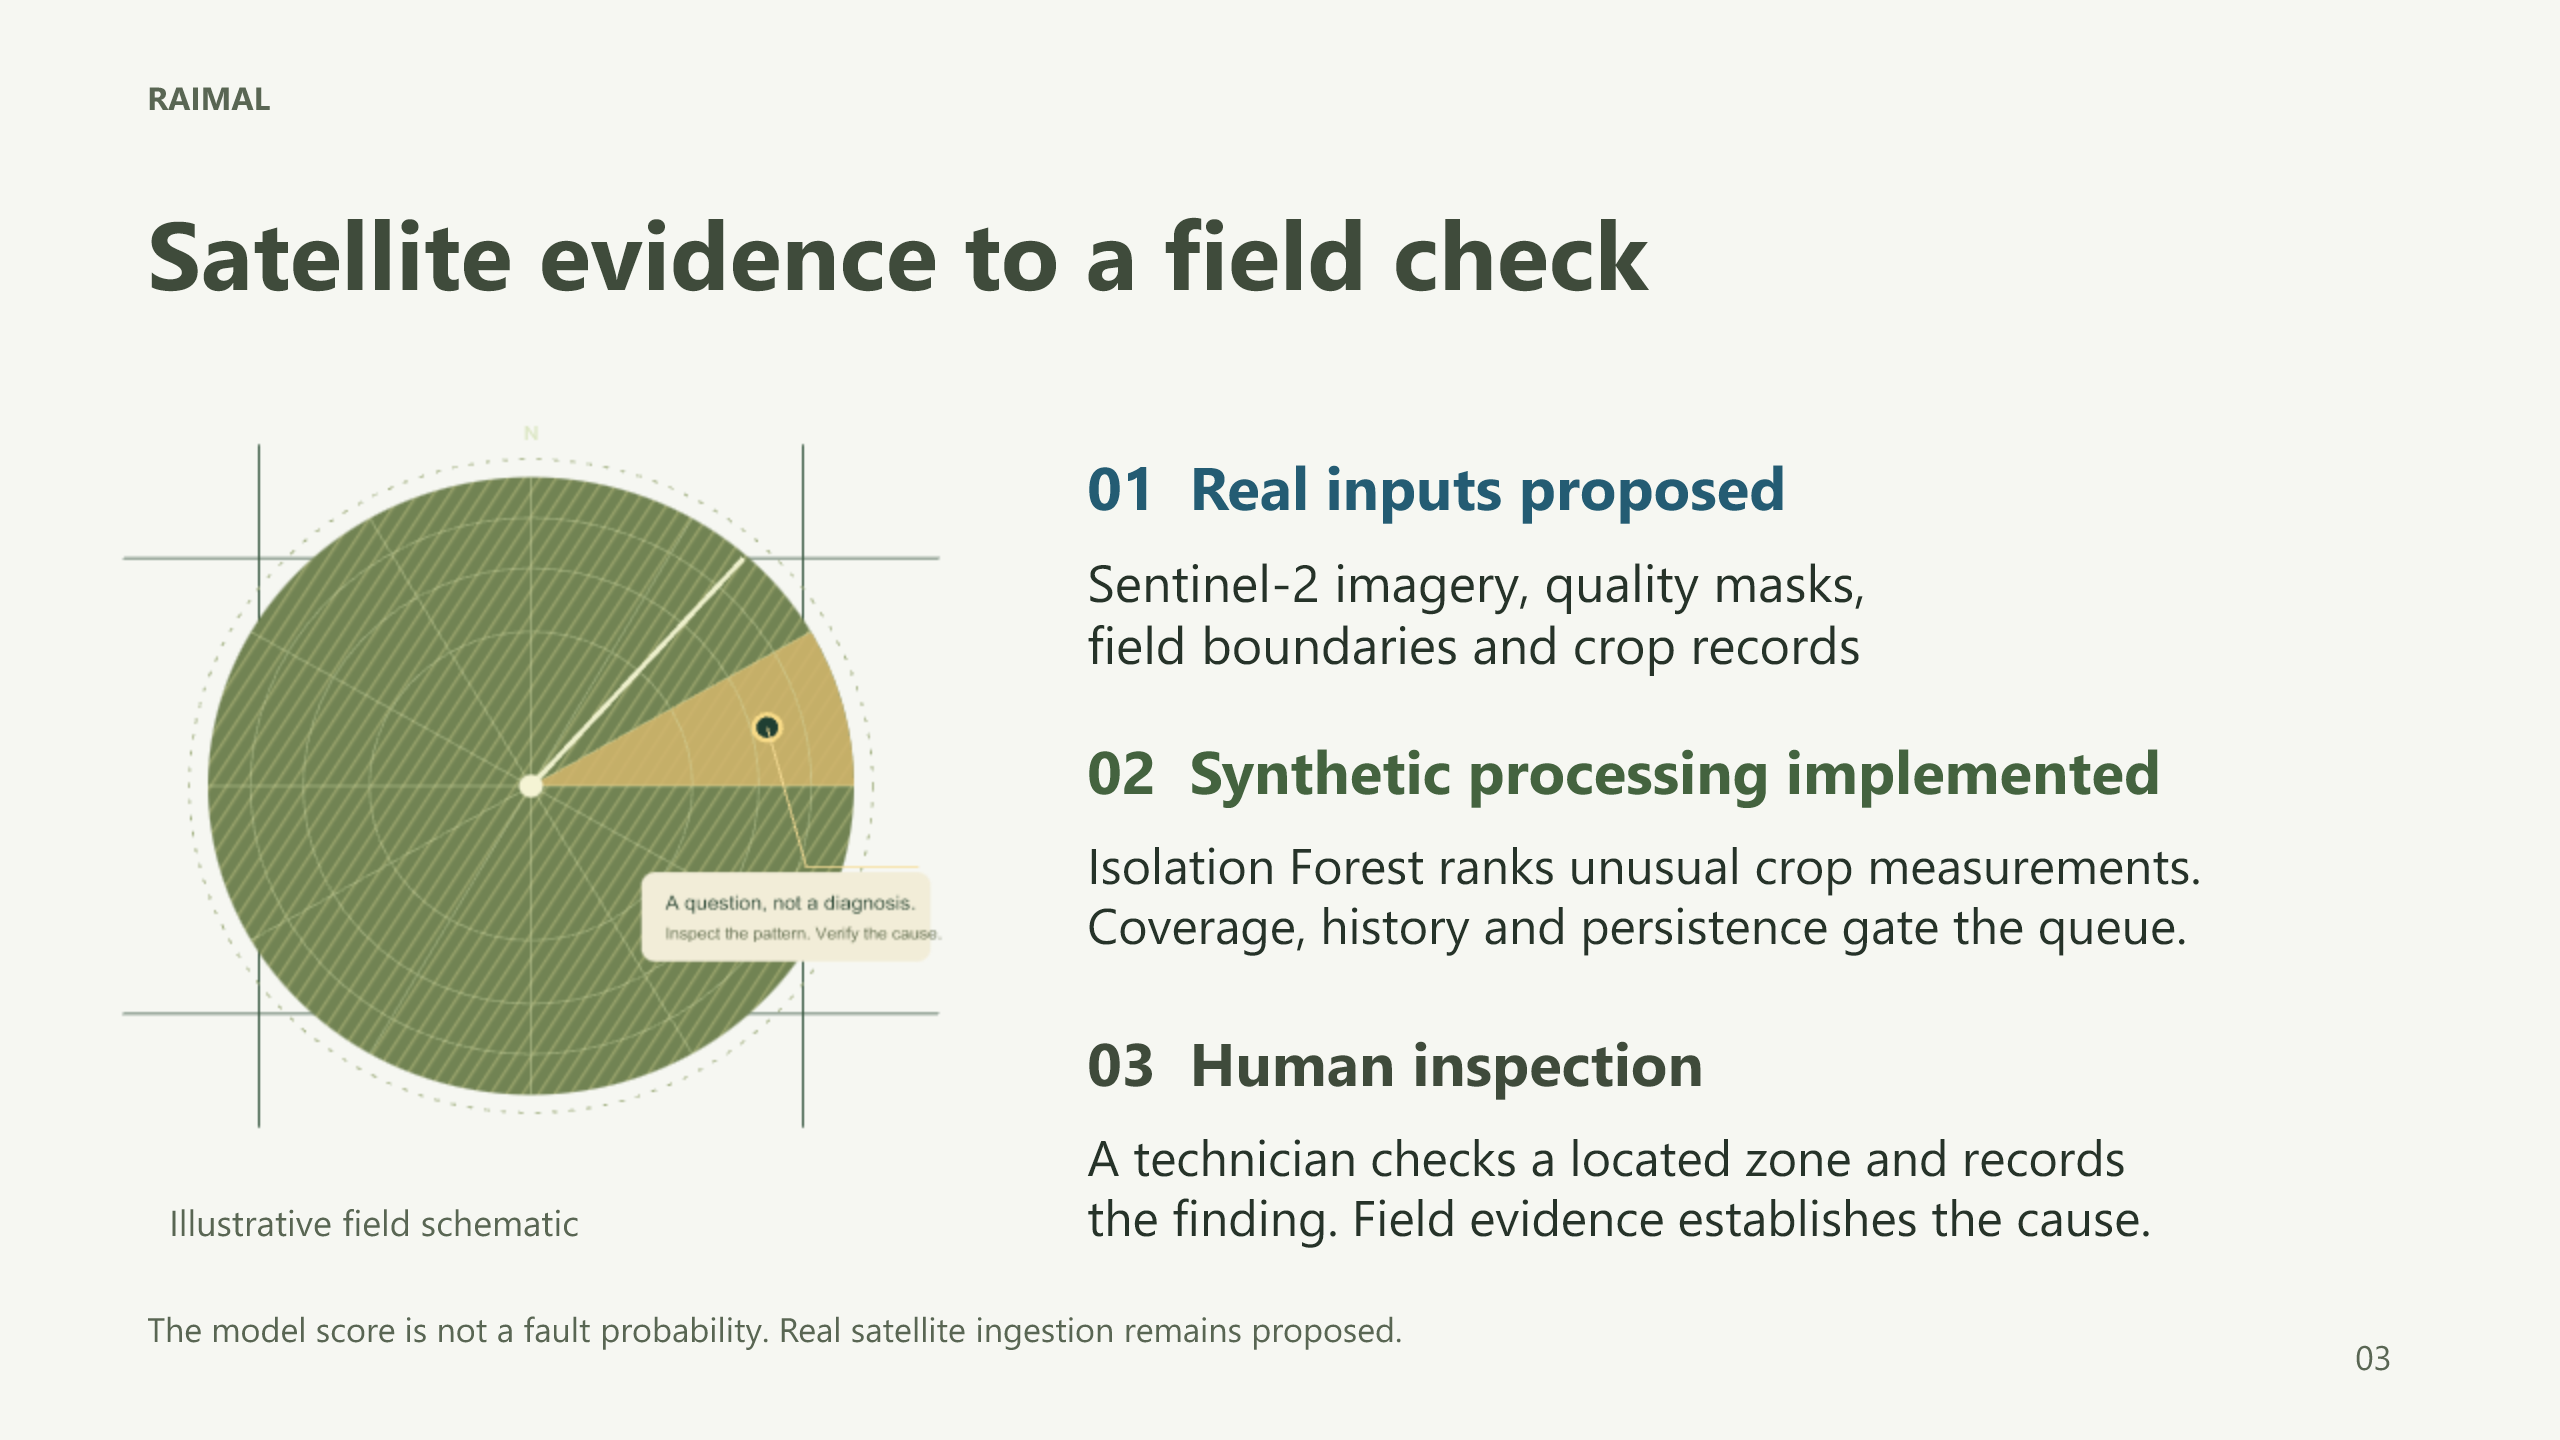 RAIMAL
Satellite evidence to a field check
N
A question, not a diagnosis.
Inspect the pattern. Verify the cause.
Illustrative field schematic
01 Real inputs proposed
Sentinel-2 imagery, quality masks,
field boundaries and crop records
02 Synthetic processing implemented
Isolation Forest ranks unusual crop measurements.
Coverage, history and persistence gate the queue.
03 Human inspection
A technician checks a located zone and records
the finding. Field evidence establishes the cause.
The model score is not a fault probability. Real satellite ingestion remains proposed.
03